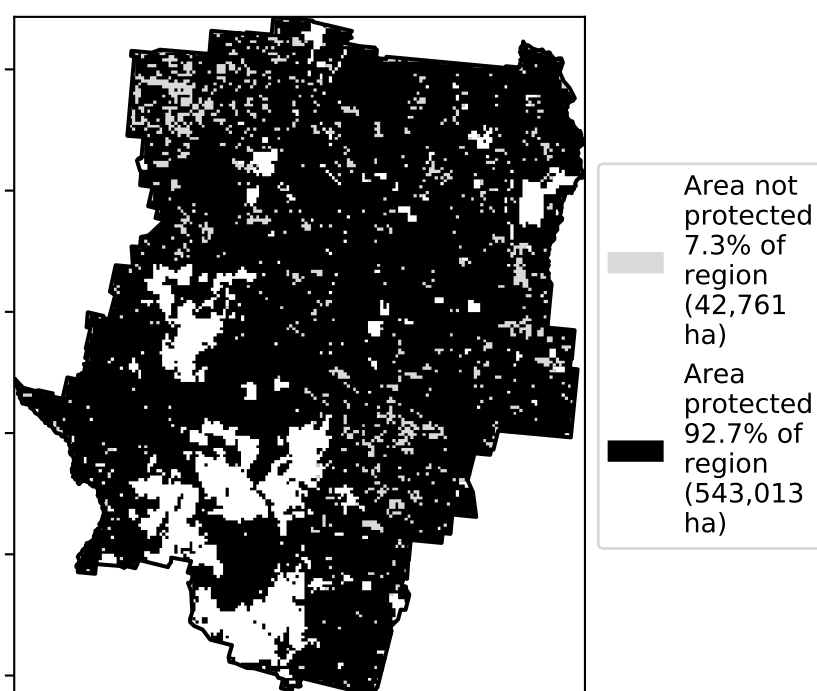 Area not
protected
7.3% of
region
(42,761
ha)
Area
protected
92.7% of
region
(543,013
ha)